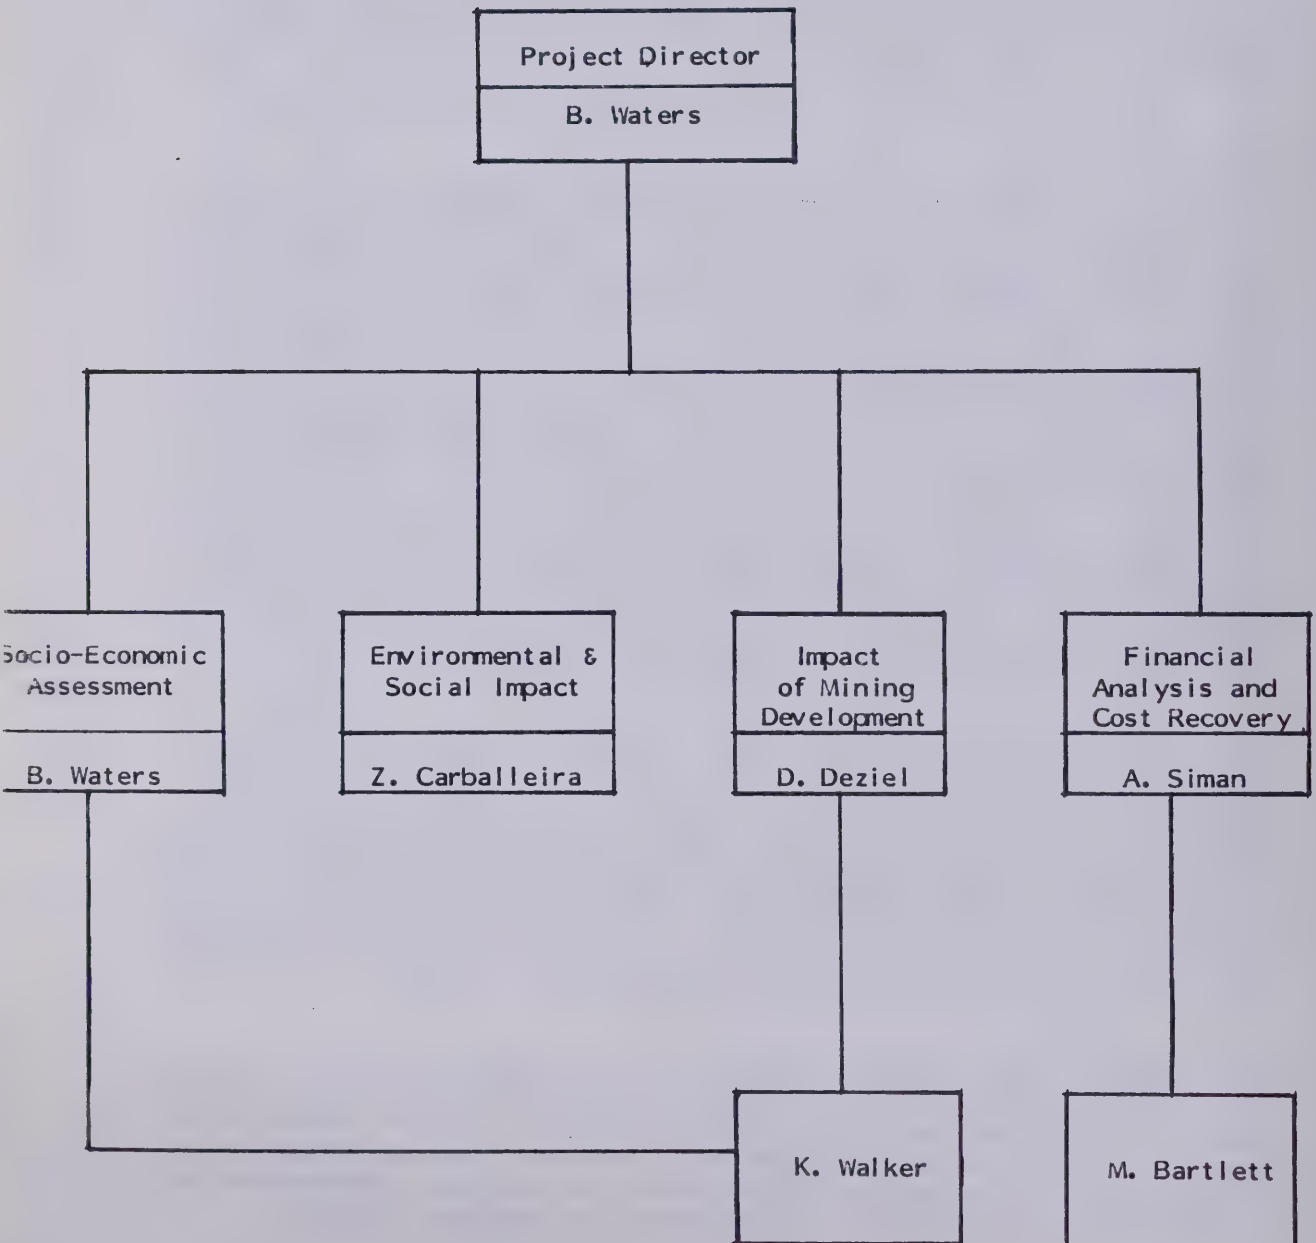 Project Director
B. Waters
Socio-Economic
Assessment
B. Waters
Environmental &
Social Impact
Z. Carballeira
Impact
of Mining
Development
D. Deziel
Financial
Analysis and
Cost Recovery
A. Siman
K. Walker
M. Bartlett